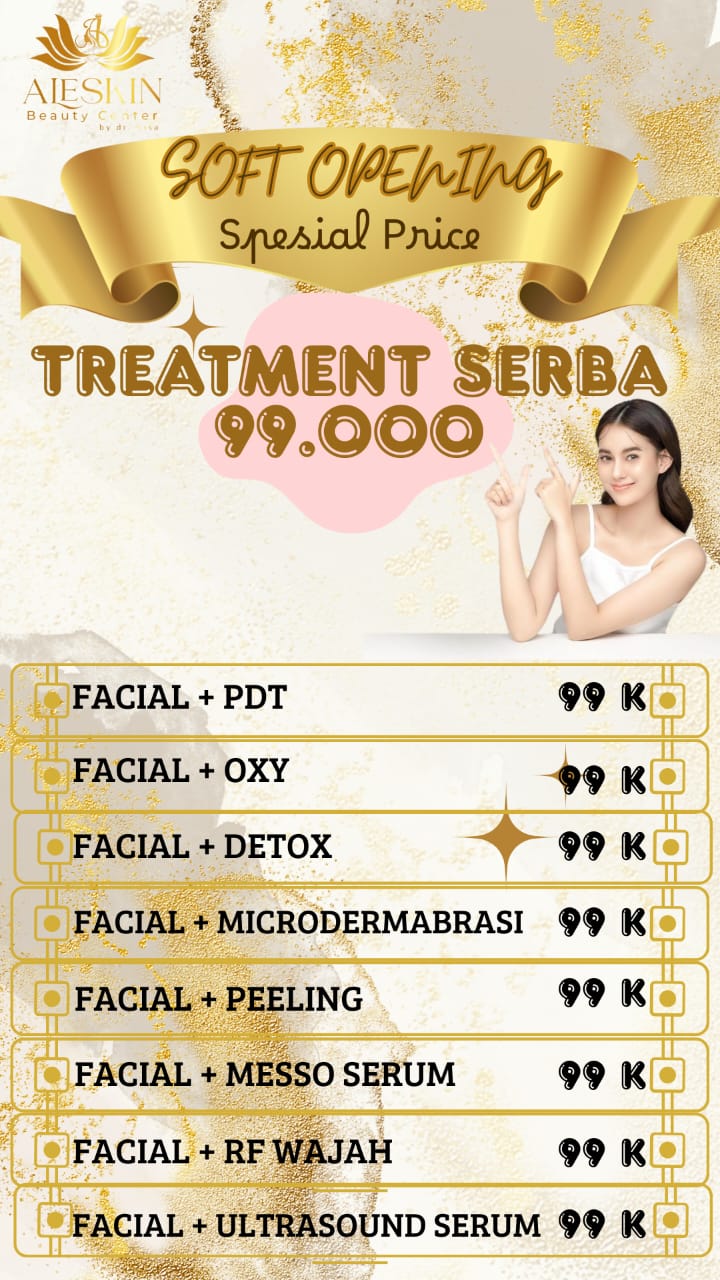 ALESKIN
Beauty Center
by dr.
SOFT OPENING
Spesial Price
TREATMENT SERBA
99.000
FACIAL + PDT 99 K
FACIAL + OXY 99 K
FACIAL + DETOX 99 K
FACIAL + MICRODERMABRASI 99 K
FACIAL + PEELING 99 K
FACIAL + MESSO SERUM 99 K
FACIAL + RF WAJAH 99 K
FACIAL + ULTRASOUND SERUM 99 K